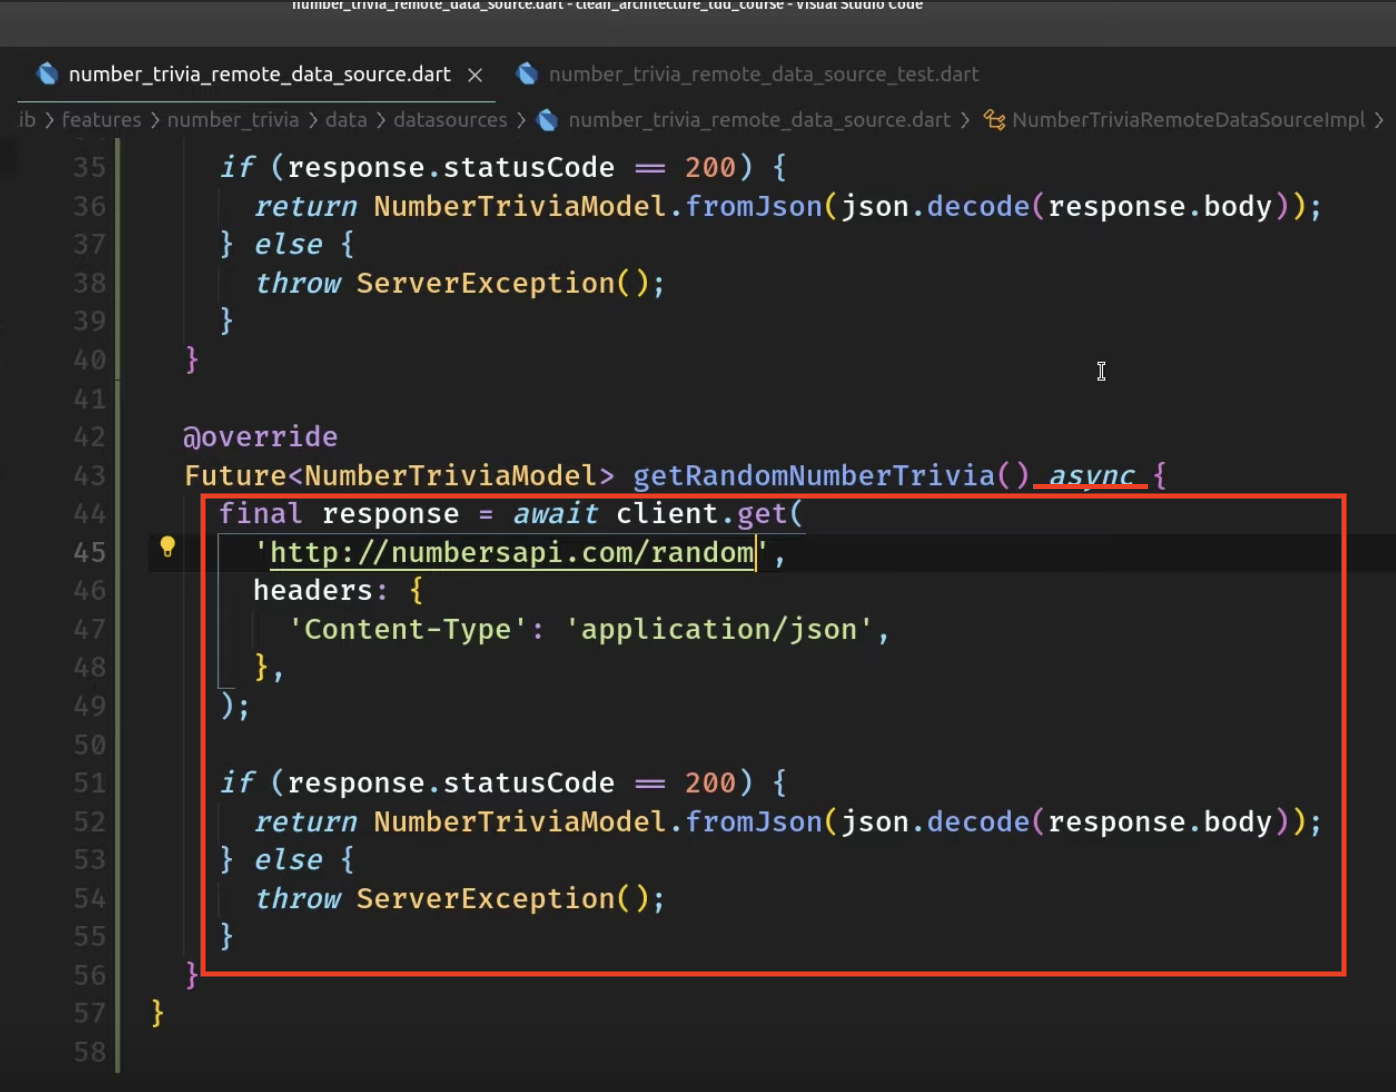 number_trivia_remote_data_source.dart - clean_architecture_tdd_course - Visual Studio Code
number_trivia_remote_data_source.dart × number_trivia_remote_data_source_test.dart
ib > features > number_trivia > data > datasources > number_trivia_remote_data_source.dart > NumberTriviaRemoteDataSourceImpl >
35 if (response.statusCode == 200) {
36 return NumberTriviaModel.fromJson(json.decode(response.body));
37 } else {
38 throw ServerException();
39 }
40 }
41
42 @override
43 Future<NumberTriviaModel> getRandomNumberTrivia() async {
44 final response = await client.get(
45 'http://numbersapi.com/random',
46 headers: {
47 'Content-Type': 'application/json',
48 },
49 );
50
51 if (response.statusCode == 200) {
52 return NumberTriviaModel.fromJson(json.decode(response.body));
53 } else {
54 throw ServerException();
55 }
56 }
57 }
58